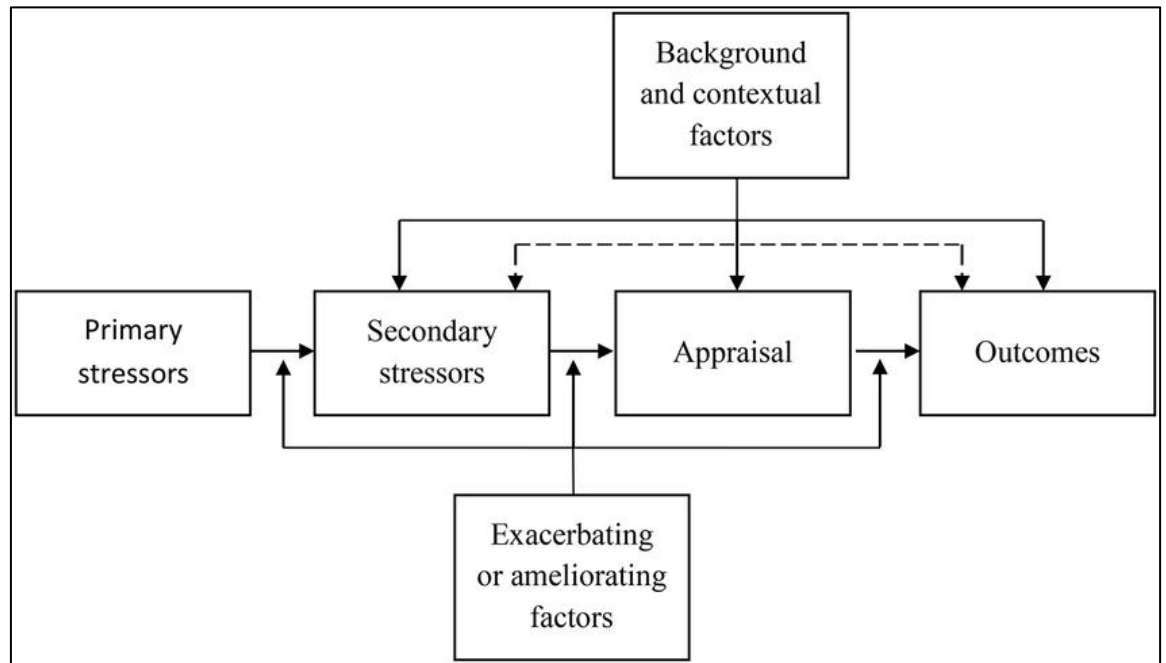 Background
and contextual
factors
Primary
stressors
Secondary
stressors
Appraisal
Outcomes
Exacerbating
or ameliorating
factors